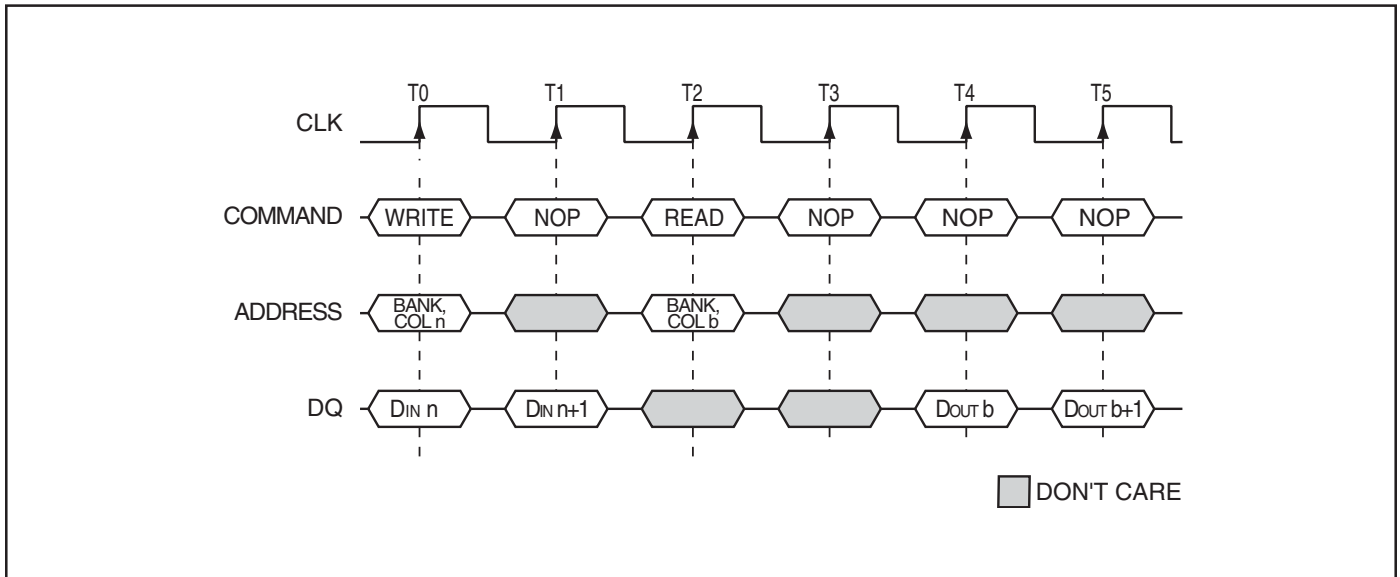 T0 T1 T2 T3 T4 T5
CLK
COMMAND WRITE NOP READ NOP NOP NOP
ADDRESS BANK, COL n BANK, COL b
DQ DIN n DIN n+1 DOUT b DOUT b+1
DON'T CARE